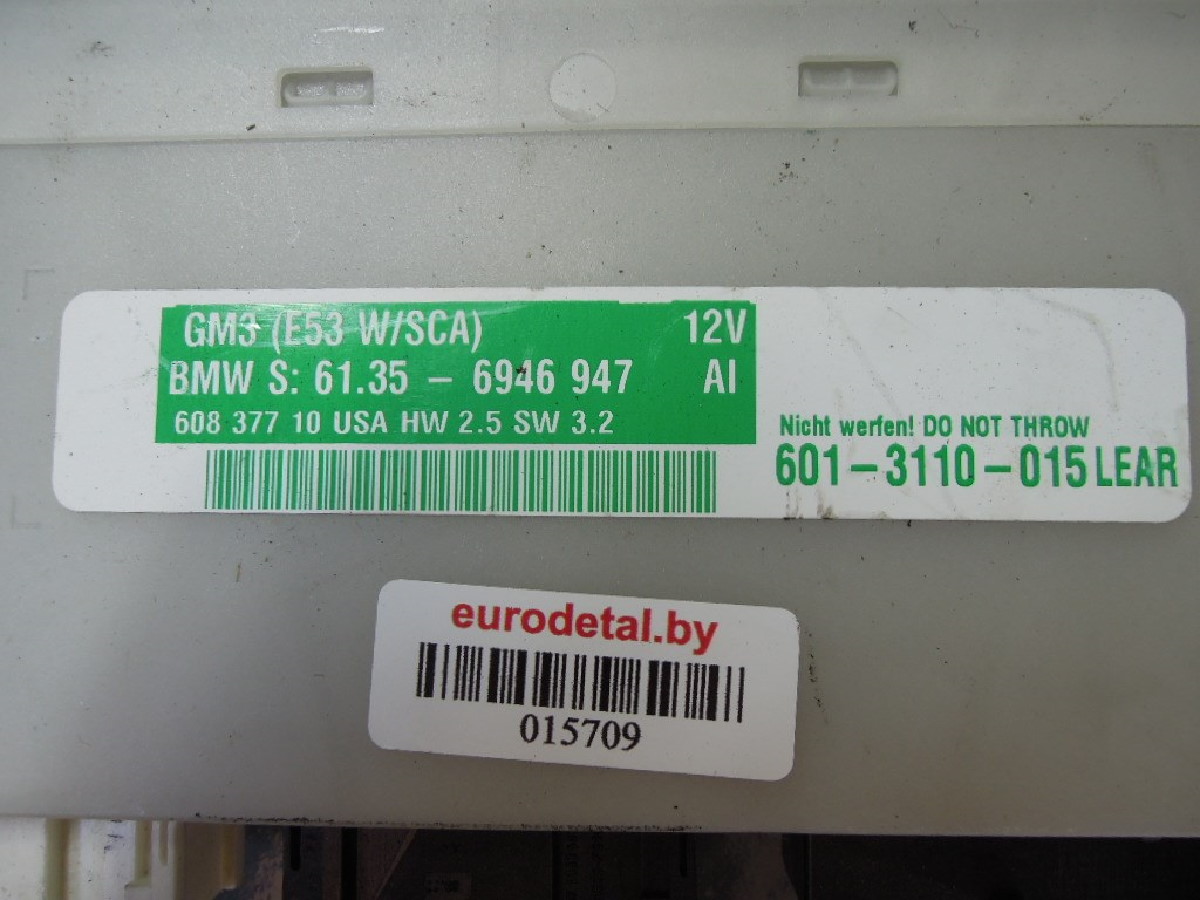 GM3 (E53 W/SCA) 12V
BMW S: 61.35 – 6946 947 AI
608 377 10 USA HW 2.5 SW 3.2
Nicht werfen! DO NOT THROW
601–3110–015 LEAR
eurodetal.by
015709